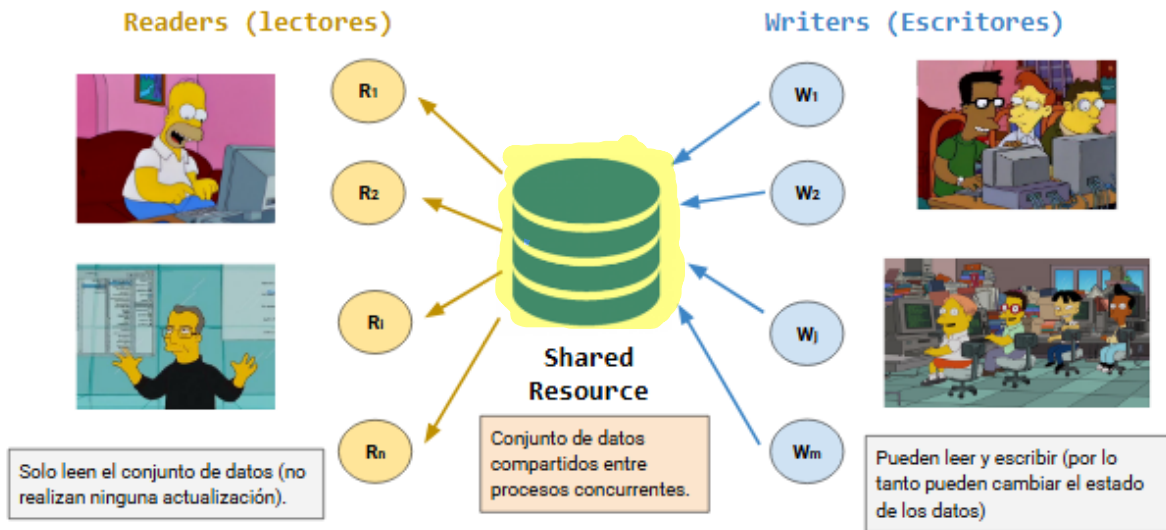 Readers (lectores)
Writers (Escritores)
R1
R2
Ri
Rn
W1
W2
Wj
Wm
Shared
Resource
Conjunto de datos
compartidos entre
procesos concurrentes.
Solo leen el conjunto de datos (no
realizan ninguna actualización).
Pueden leer y escribir (por lo
tanto pueden cambiar el estado
de los datos)